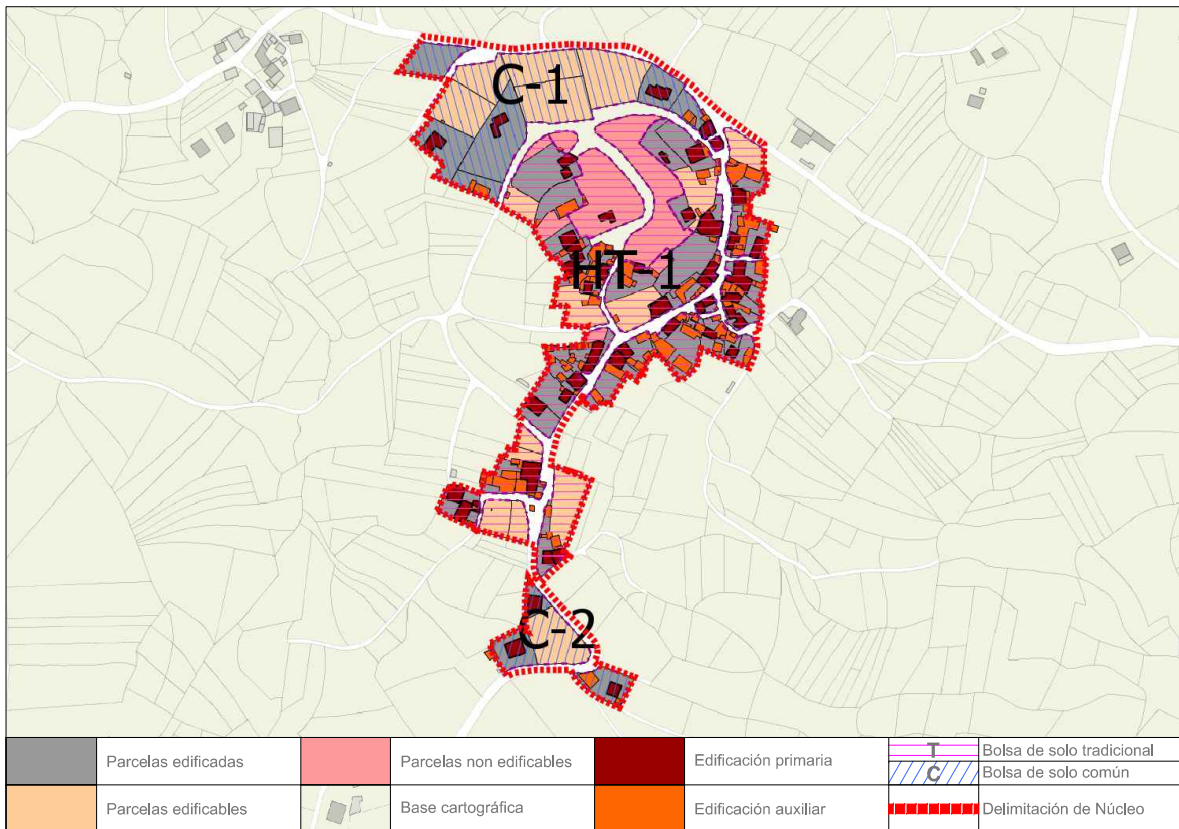 C-1
HT-1
C-2
Parcelas edificadas
Parcelas non edificables
Edificación primaria
T
Bolsa de solo tradicional
C
Bolsa de solo común
Parcelas edificables
Base cartográfica
Edificación auxiliar
Delimitación de Núcleo